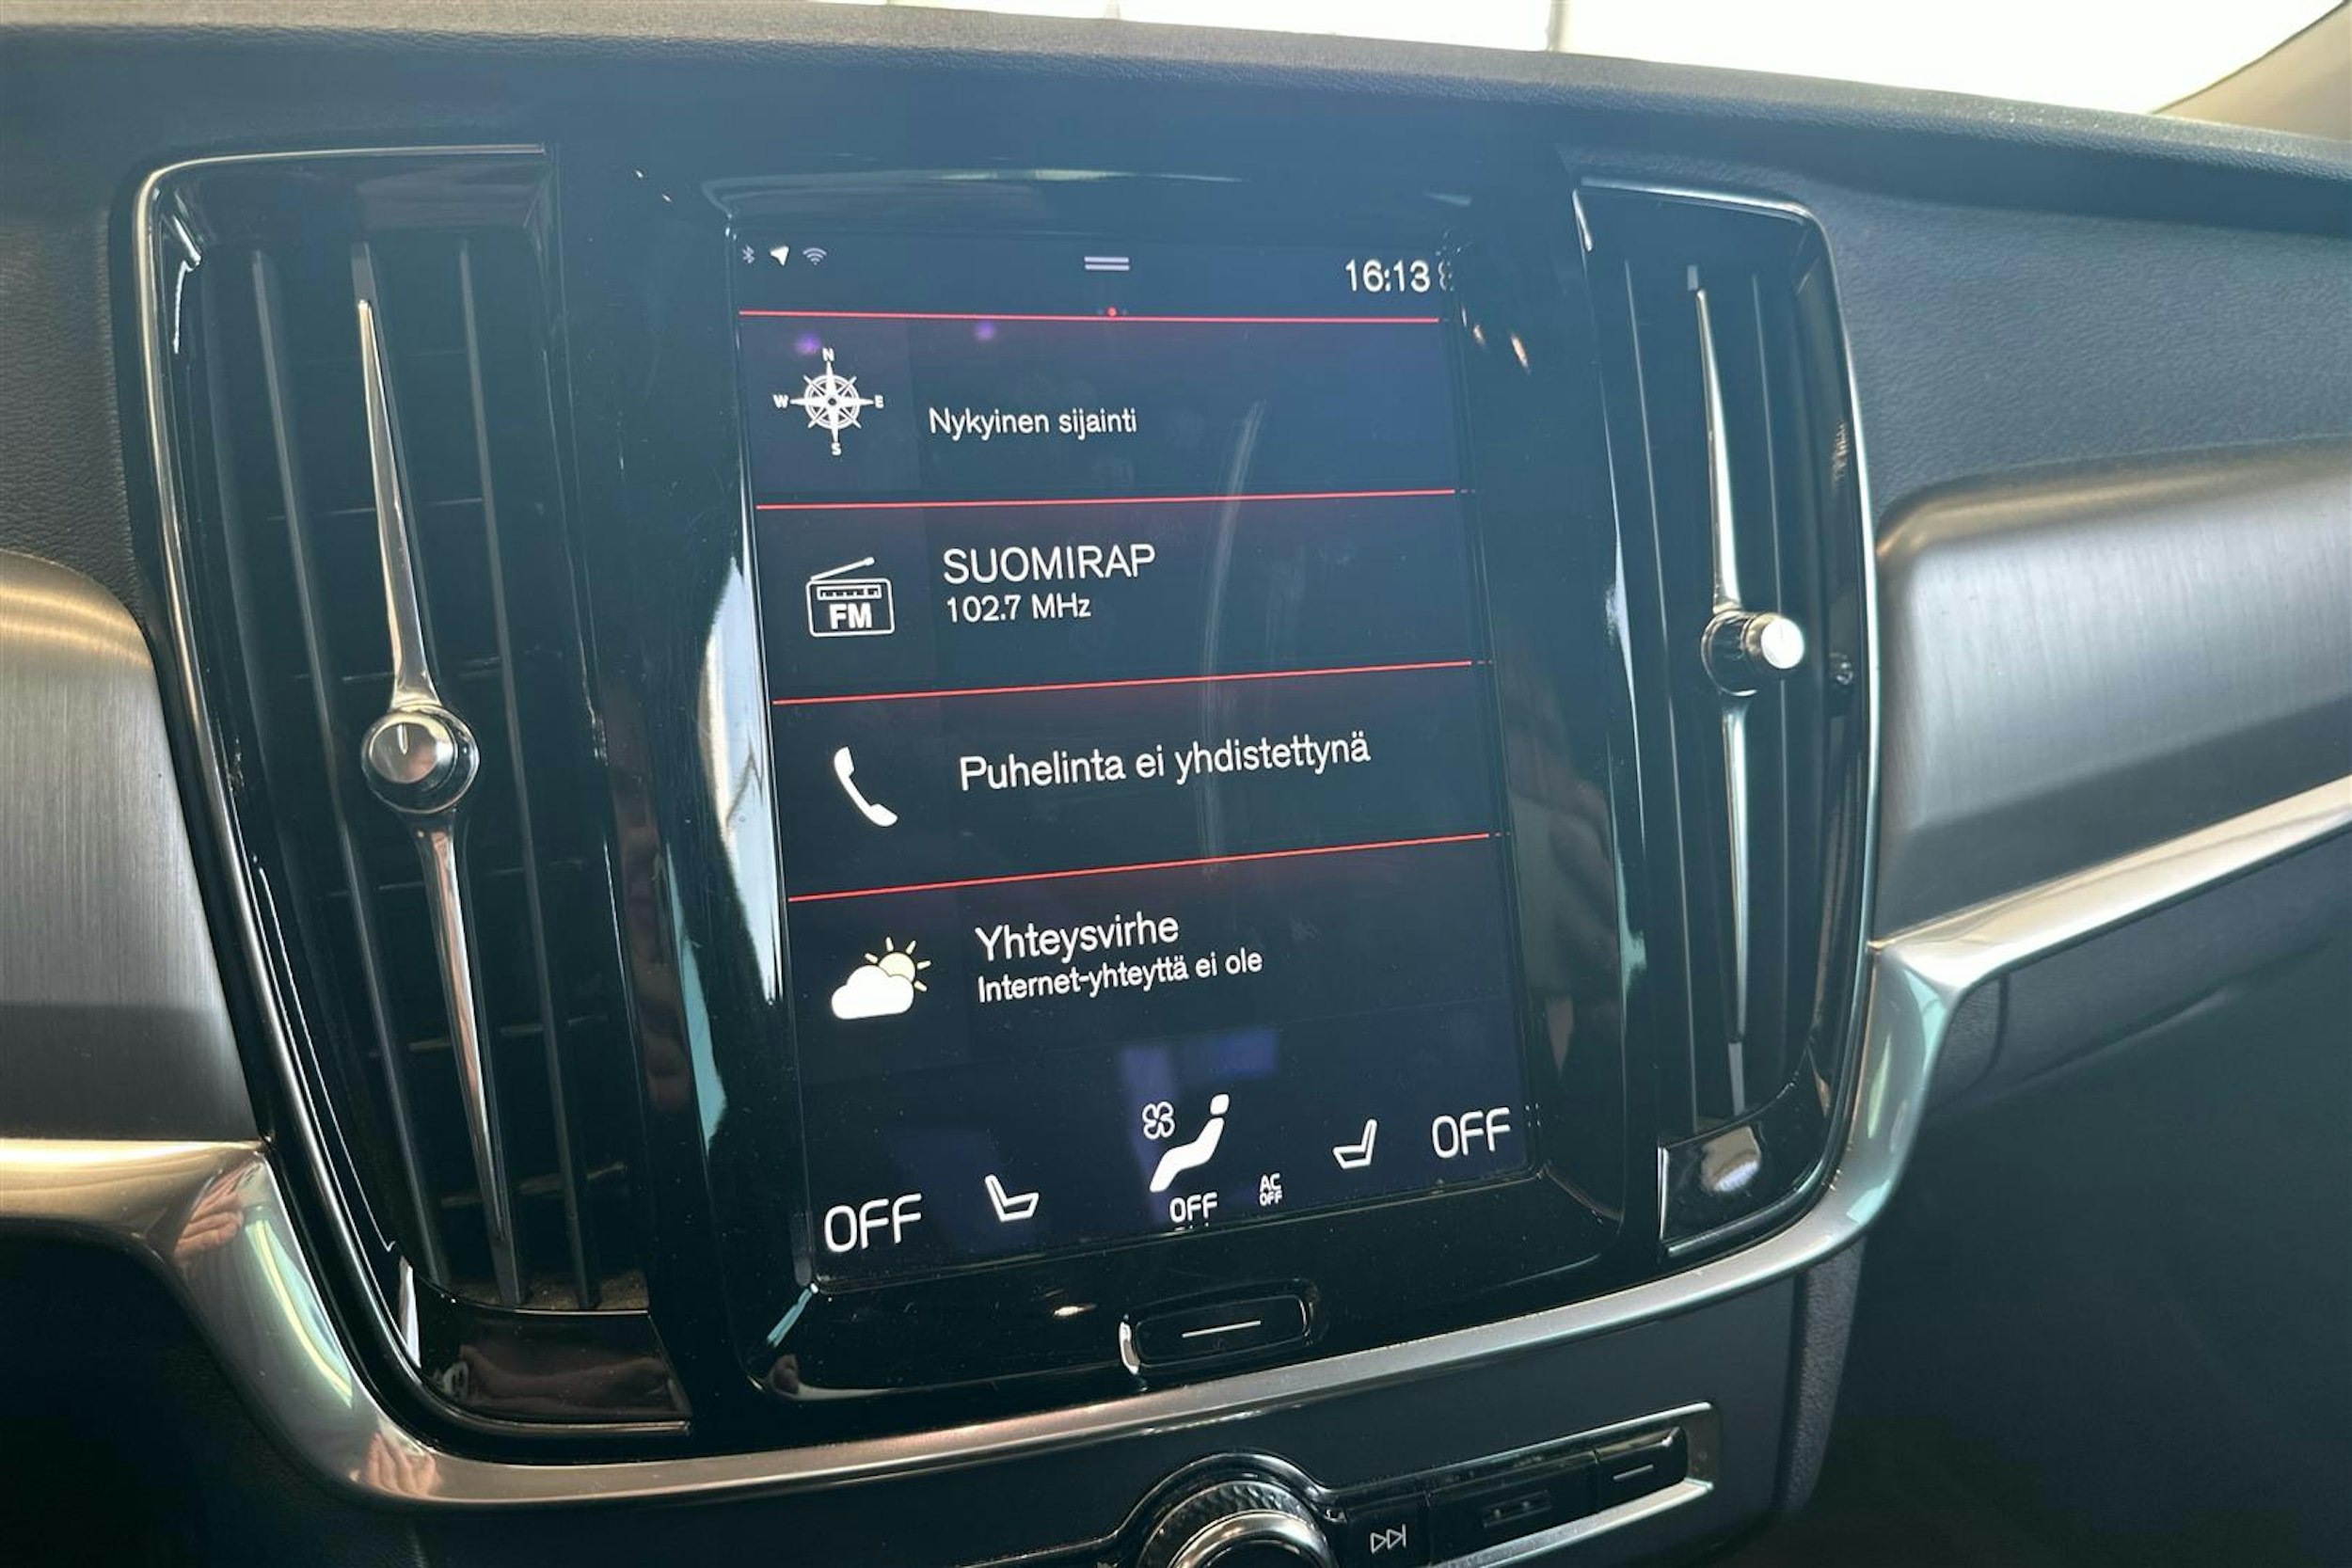 16:13
N
W E
S
Nykyinen sijainti
SUOMIRAP
102.7 MHz
FM
Puhelinta ei yhdistettynä
Yhteysvirhe
Internet-yhteyttä ei ole
OFF
OFF
AC
OFF
OFF